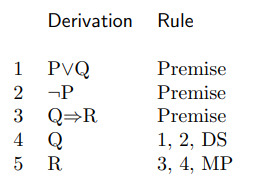 Derivation Rule
1 P∨Q Premise
2 ¬P Premise
3 Q⇒R Premise
4 Q 1, 2, DS
5 R 3, 4, MP